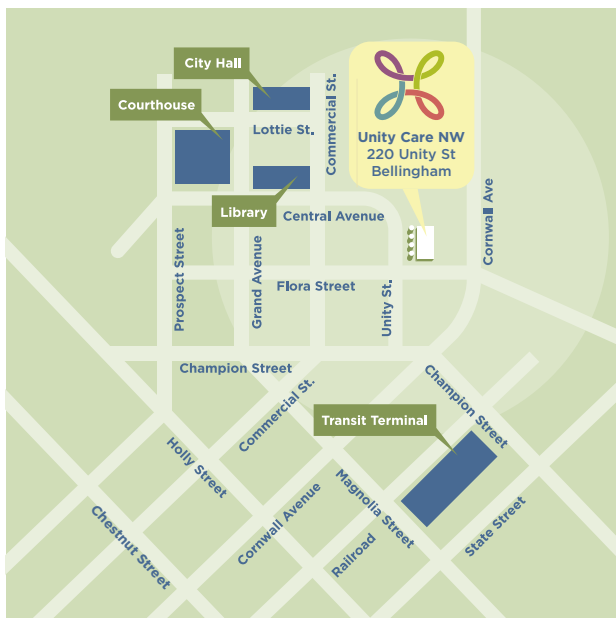 City Hall
Courthouse
Lottie St.
Commercial St.
Unity Care NW
220 Unity St
Bellingham
Library
Central Avenue
Cornwall Ave
Prospect Street
Grand Avenue
Flora Street
Unity St.
Champion Street
Commercial St.
Champion Street
Transit Terminal
Holly Street
Magnolia Street
Cornwall Avenue
State Street
Chestnut Street
Railroad